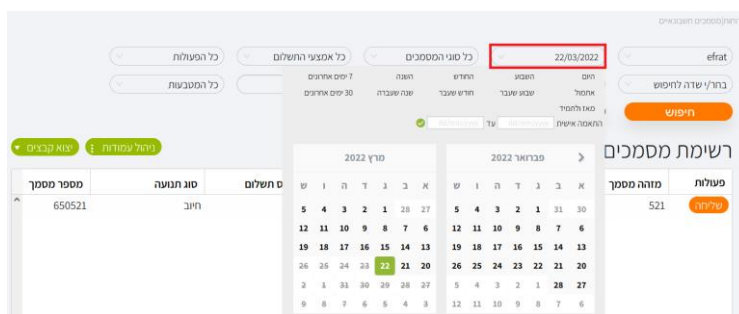 דוחות|מסמכים חשבונאיים
efrat 22/03/2022 כל סוגי המסמכים כל אמצעי התשלום כל הפעולות
בחר/י שדה לחיפוש כל המטבעות
היום השבוע החודש השנה 7 ימים אחרונים
אתמול שבוע שעבר חודש שעבר שנה שעברה 30 ימים אחרונים
מאז ולתמיד
התאמה אישית עד
חיפוש
רשימת מסמכים
ניהול עמודות יצוא קבצים
פברואר 2022 מרץ 2022
א ב ג ד ה ו ש א ב ג ד ה ו ש
30 31 1 2 3 4 5 27 28 1 2 3 4 5
6 7 8 9 10 11 12 6 7 8 9 10 11 12
13 14 15 16 17 18 19 13 14 15 16 17 18 19
20 21 22 23 24 25 26 20 21 22 23 24 25 26
27 28 1 2 3 4 5 27 28 29 30 31 1 2
6 7 8 9 10 11 12 3 4 5 6 7 8 9
פעולות מזהה מסמך ס תשלום סוג תנועה מספר מסמך
שליחה 521 חיוב 650521